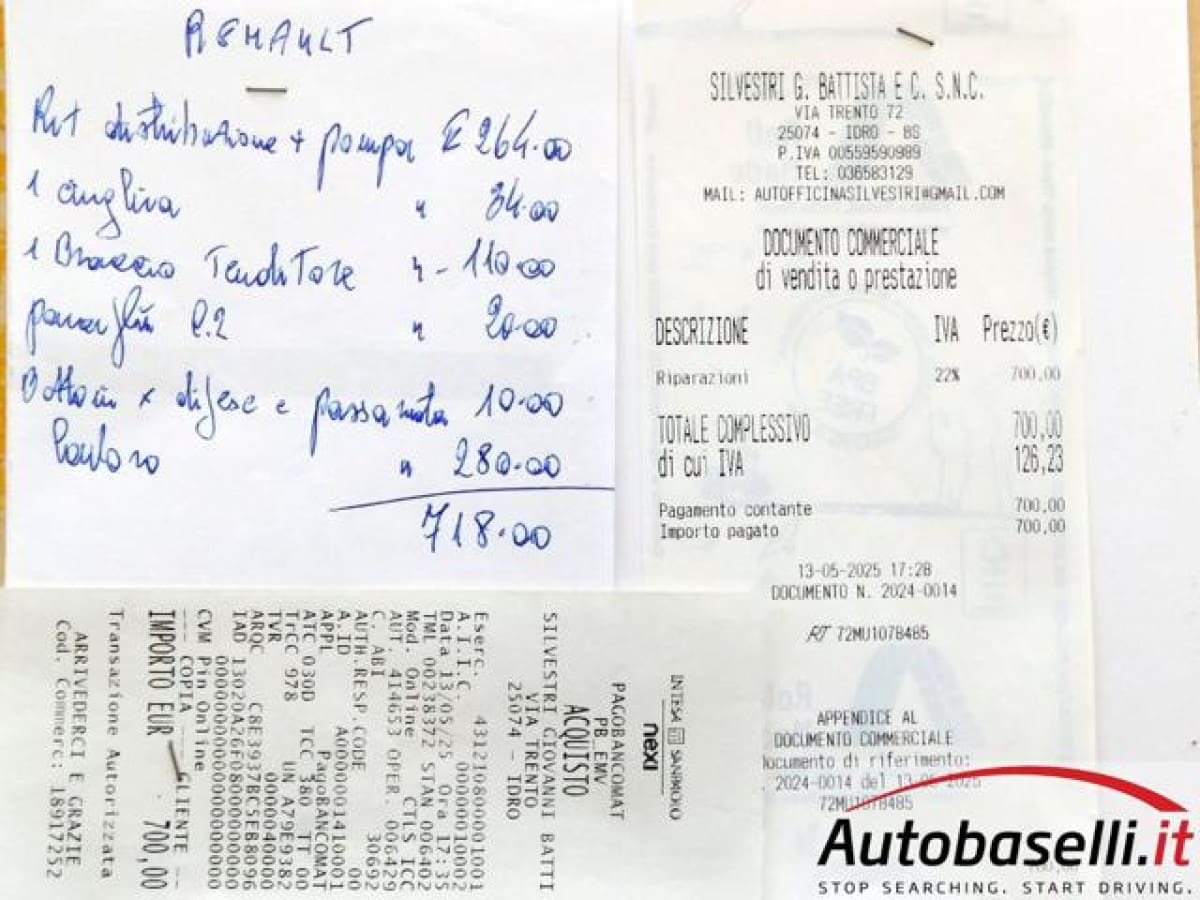 RENAULT
Kit distribuzione + pompa € 264.00
1 cinghia " 34.00
1 Braccio Tenditore " - 110.00
paraflù l.2 " 20.00
x difese e passaruota 10.00
lavoro " 280.00
718.00
SILVESTRI G. BATTISTA E C. S.N.C.
VIA TRENTO 72
25074 - IDRO - BS
P.IVA 00559590989
TEL: 036583129
MAIL: AUTOFFICINASILVESTRI@GMAIL.COM
DOCUMENTO COMMERCIALE
di vendita o prestazione
DESCRIZIONE IVA Prezzo(€)
Riparazioni 22% 700,00
TOTALE COMPLESSIVO 700,00
di cui IVA 126,23
Pagamento contante 700,00
Importo pagato 700,00
13-05-2025 17:28
DOCUMENTO N. 2024-0014
RT 72MU1078485
APPENDICE AL
DOCUMENTO COMMERCIALE
documento di riferimento:
2024-0014 del 13-05-2025
72MU1078485
INTESA SANPAOLO
nexi
PAGOBANCOMAT
PB EMV
ACQUISTO
SILVESTRI GIOVANNI BATTI
VIA TRENTO
25074 - IDRO
Eserc. 431210800001001
A.I.I.C. 00000010002
Data 13/05/25 Ora 17:35
TML 00238372 STAN 006402
Mod. Online CTLS ICC
AUT. 414653 OPER. 006429
C. ABI 30692
AUTH.RESP.CODE 00
A.ID A0000001410001
APPL PagoBANCOMAT
ATC 030D TCC 380 TT 00
TrCC 978 UN A79E9382
TVR 0000040000
ARQC C8E3937BC5EB8096
CVM Pin Online
--- COPIA CLIENTE ---
IMPORTO EUR 700,00
Transazione Autorizzata
ARRIVEDERCI E GRAZIE
Cod. Commerc: 18917252
Autobaselli.it
STOP SEARCHING. START DRIVING.